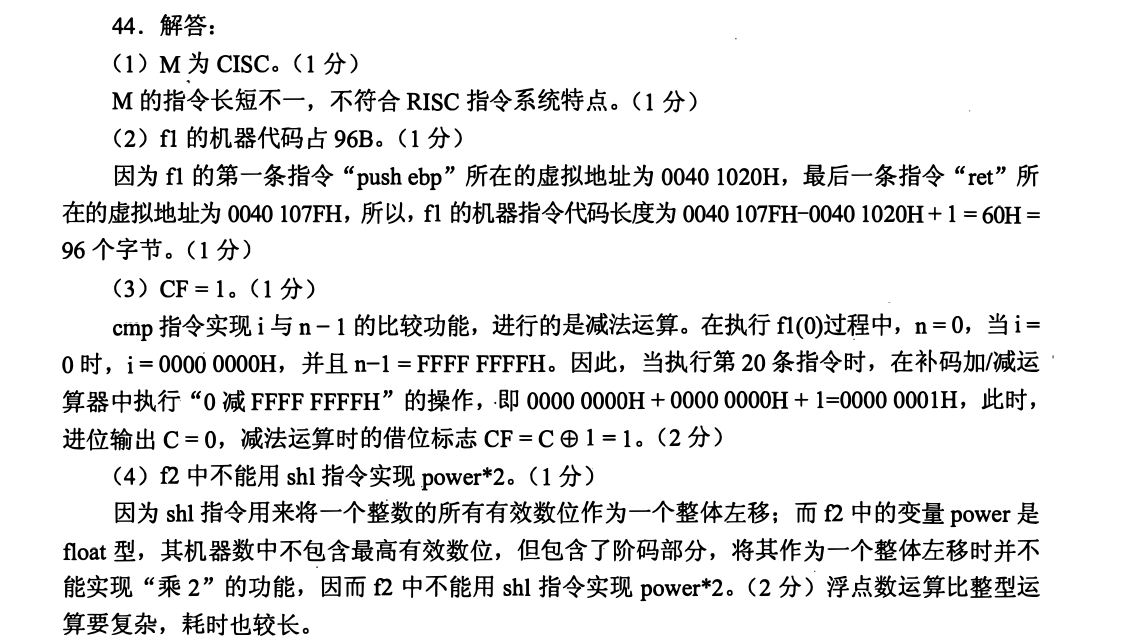 44．解答：
（1）M 为 CISC。（1 分）
M 的指令长短不一，不符合 RISC 指令系统特点。（1 分）
（2）f1 的机器代码占 96B。（1 分）
因为 f1 的第一条指令“push ebp”所在的虚拟地址为 0040 1020H，最后一条指令“ret”所
在的虚拟地址为 0040 107FH，所以，f1 的机器指令代码长度为 0040 107FH-0040 1020H + 1 = 60H =
96 个字节。（1 分）
（3）CF = 1。（1 分）
cmp 指令实现 i 与 n − 1 的比较功能，进行的是减法运算。在执行 f1(0)过程中，n = 0，当 i =
0 时，i = 0000 0000H，并且 n−1 = FFFF FFFFH。因此，当执行第 20 条指令时，在补码加/减运
算器中执行“0 减 FFFF FFFFH”的操作，即 0000 0000H + 0000 0000H + 1=0000 0001H，此时，
进位输出 C = 0，减法运算时的借位标志 CF = C ⊕ 1 = 1。（2 分）
（4）f2 中不能用 shl 指令实现 power*2。（1 分）
因为 shl 指令用来将一个整数的所有有效数位作为一个整体左移；而 f2 中的变量 power 是
float 型，其机器数中不包含最高有效数位，但包含了阶码部分，将其作为一个整体左移时并不
能实现“乘 2”的功能，因而 f2 中不能用 shl 指令实现 power*2。（2 分）浮点数运算比整型运
算要复杂，耗时也较长。